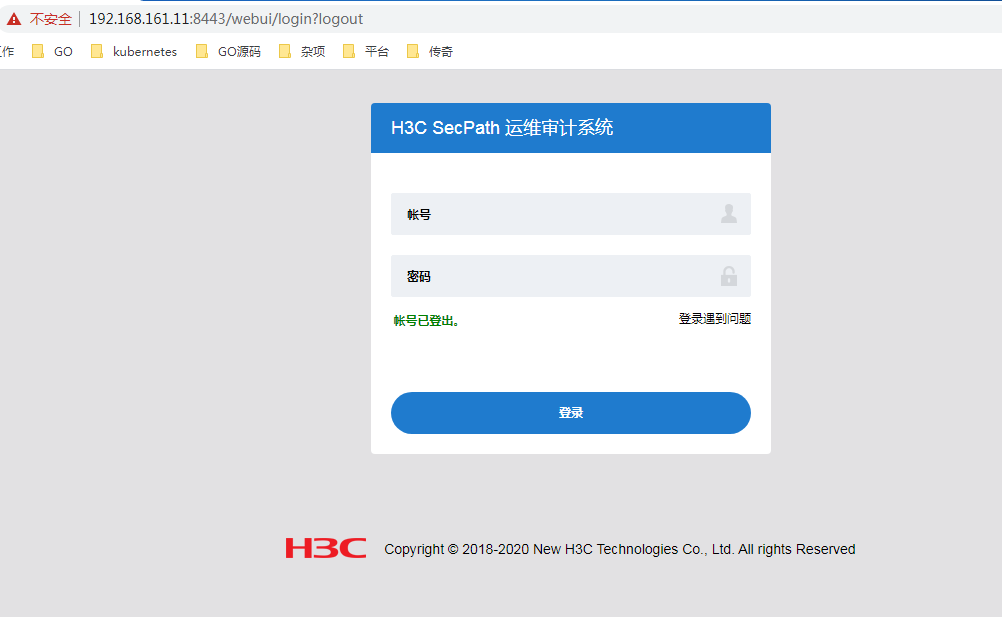 不安全 192.168.161.11:8443/webui/login?logout
作 GO kubernetes GO源码 杂项 平台 传奇
H3C SecPath 运维审计系统
帐号
密码
帐号已登出。 登录遇到问题
登录
H3C Copyright © 2018-2020 New H3C Technologies Co., Ltd. All rights Reserved